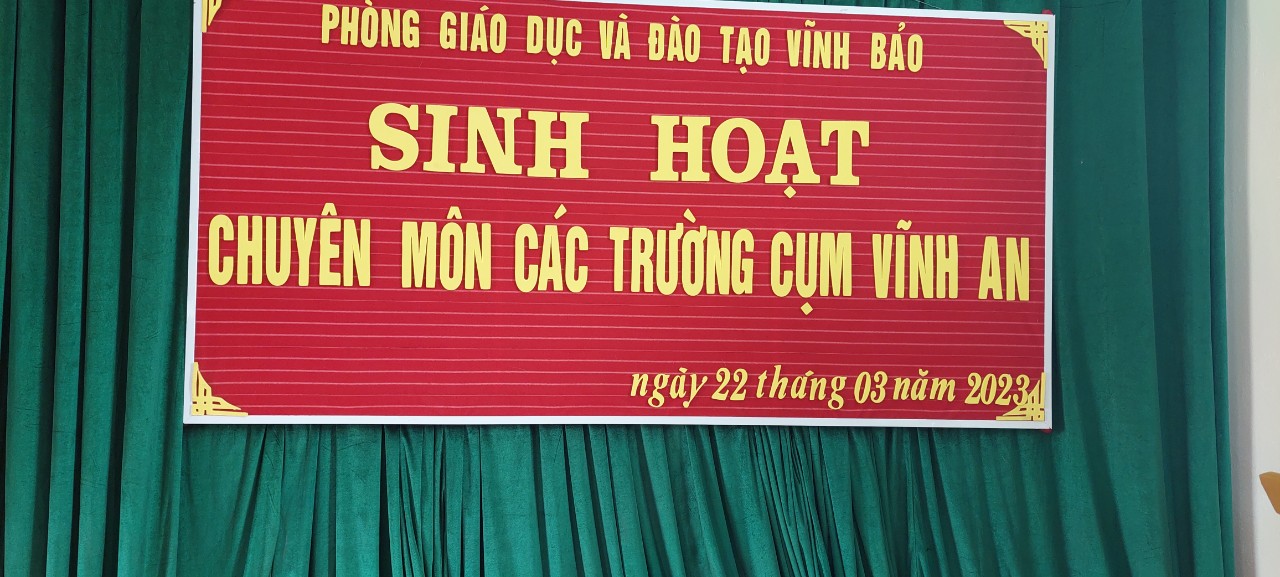 PHÒNG GIÁO DỤC VÀ ĐÀO TẠO VĨNH BẢO
SINH HOẠT
CHUYÊN MÔN CÁC TRƯỜNG CỤM VĨNH AN
ngày 22 tháng 03 năm 2023